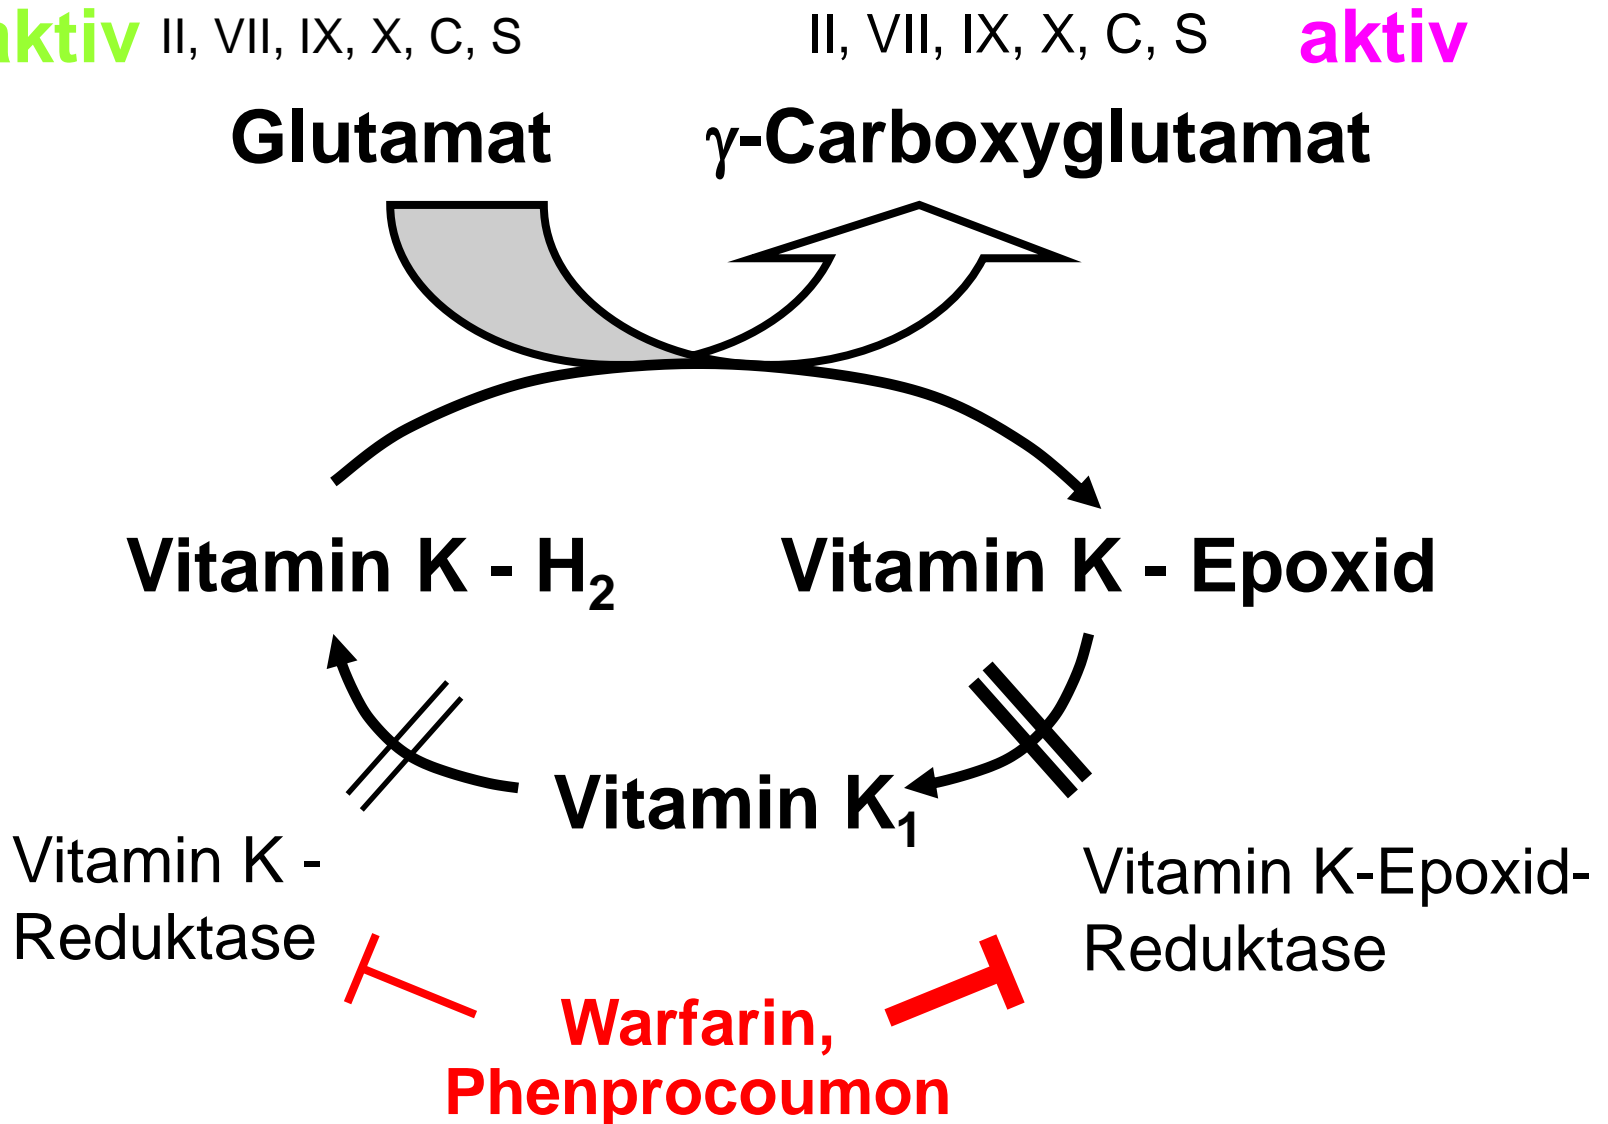 aktiv II, VII, IX, X, C, S II, VII, IX, X, C, S aktiv
Glutamat γ-Carboxyglutamat
Vitamin K - H₂ Vitamin K - Epoxid
Vitamin K₁
Vitamin K -
Reduktase
Vitamin K-Epoxid-
Reduktase
Warfarin,
Phenprocoumon